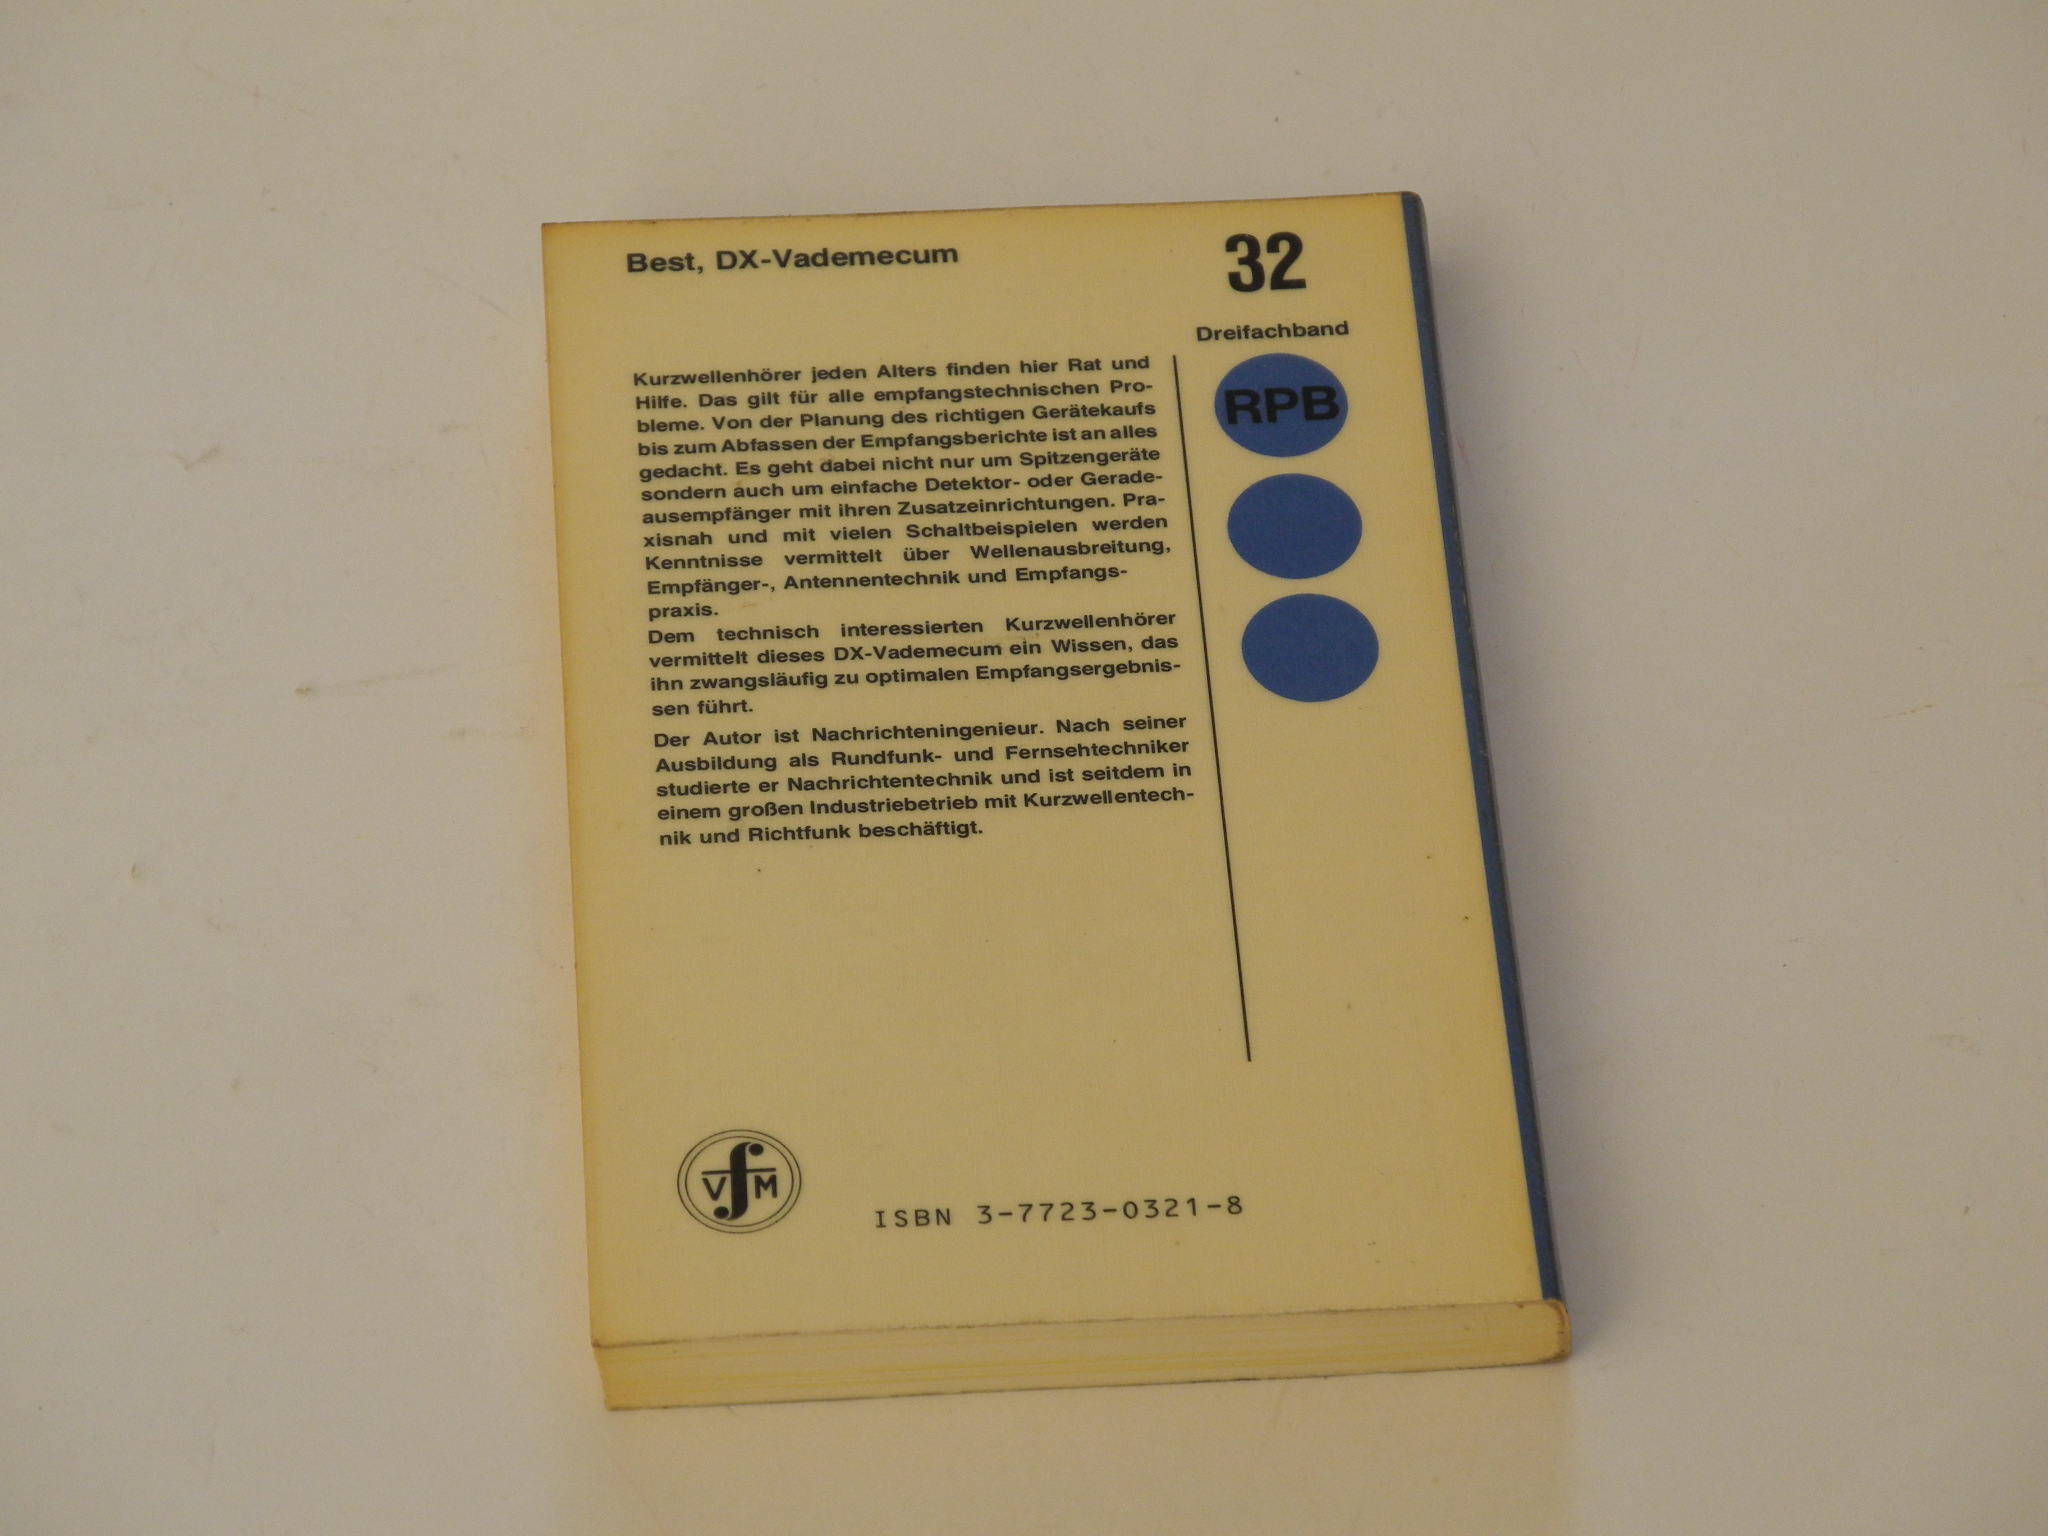 Best, DX-Vademecum
32
Dreifachband
RPB
Kurzwellenhörer jeden Alters finden hier Rat und
Hilfe. Das gilt für alle empfangstechnischen Pro-
bleme. Von der Planung des richtigen Gerätekaufs
bis zum Abfassen der Empfangsberichte ist an alles
gedacht. Es geht dabei nicht nur um Spitzengeräte
sondern auch um einfache Detektor- oder Gerade-
ausempfänger mit ihren Zusatzeinrichtungen. Pra-
xisnah und mit vielen Schaltbeispielen werden
Kenntnisse vermittelt über Wellenausbreitung,
Empfänger-, Antennentechnik und Empfangs-
praxis.
Dem technisch interessierten Kurzwellenhörer
vermittelt dieses DX-Vademecum ein Wissen, das
ihn zwangsläufig zu optimalen Empfangsergebnis-
sen führt.
Der Autor ist Nachrichteningenieur. Nach seiner
Ausbildung als Rundfunk- und Fernsehtechniker
studierte er Nachrichtentechnik und ist seitdem in
einem großen Industriebetrieb mit Kurzwellentech-
nik und Richtfunk beschäftigt.
VfM
ISBN 3-7723-0321-8